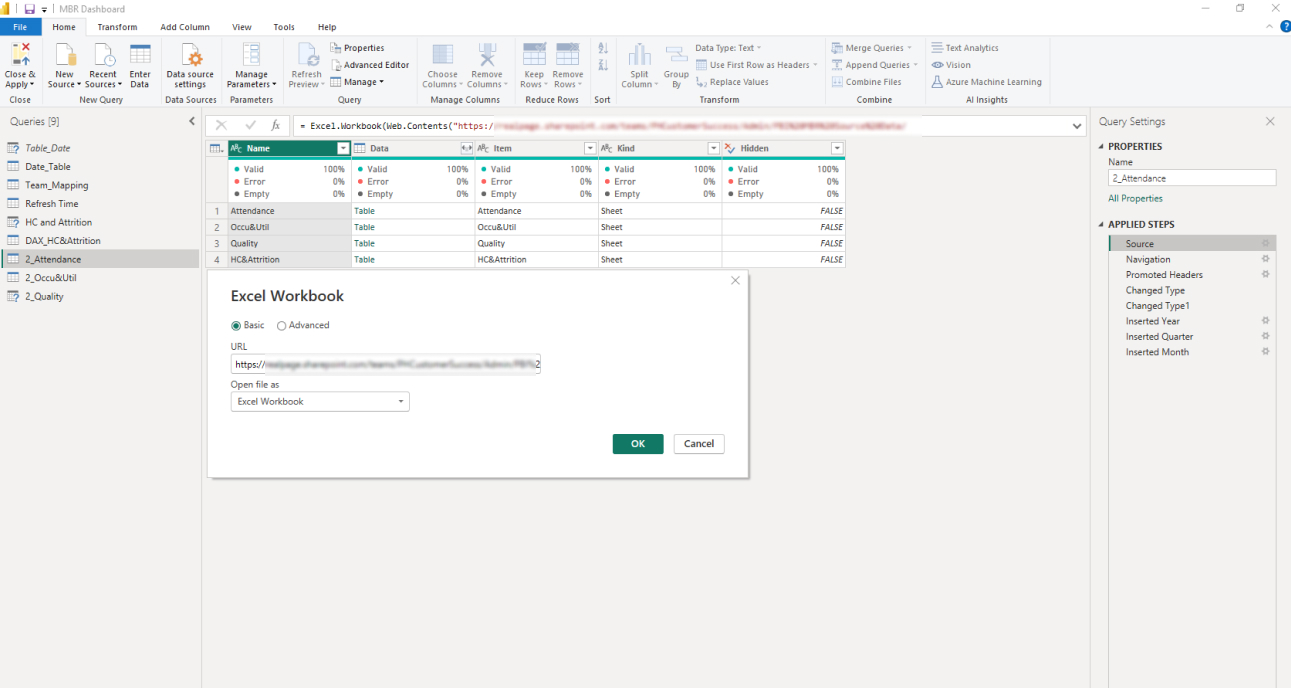 MBR Dashboard
File Home Transform Add Column View Tools Help
Close & Apply
New Source
Recent Sources
Enter Data
Data source settings
Manage Parameters
Refresh Preview
Properties
Advanced Editor
Manage
Choose Columns
Remove Columns
Keep Rows
Remove Rows
Split Column
Group By
Data Type: Text
Use First Row as Headers
Replace Values
Merge Queries
Append Queries
Combine Files
Text Analytics
Vision
Azure Machine Learning
Close New Query Data Sources Parameters Query Manage Columns Reduce Rows Sort Transform Combine AI Insights
Queries [9]
Table_Date
Date_Table
Team_Mapping
Refresh Time
HC and Attrition
DAX_HC&Attrition
2_Attendance
2_Occu&Util
2_Quality
fx = Excel.Workbook(Web.Contents("https:/
Name Data Item Kind Hidden
Valid 100% Valid 100% Valid 100% Valid 100% Valid 100%
Error 0% Error 0% Error 0% Error 0% Error 0%
Empty 0% Empty 0% Empty 0% Empty 0% Empty 0%
1 Attendance Table Attendance Sheet FALSE
2 Occu&Util Table Occu&Util Sheet FALSE
3 Quality Table Quality Sheet FALSE
4 HC&Attrition Table HC&Attrition Sheet FALSE
Excel Workbook
Basic Advanced
URL
https://
Open file as
Excel Workbook
OK Cancel
Query Settings
PROPERTIES
Name
2_Attendance
All Properties
APPLIED STEPS
Source
Navigation
Promoted Headers
Changed Type
Changed Type1
Inserted Year
Inserted Quarter
Inserted Month